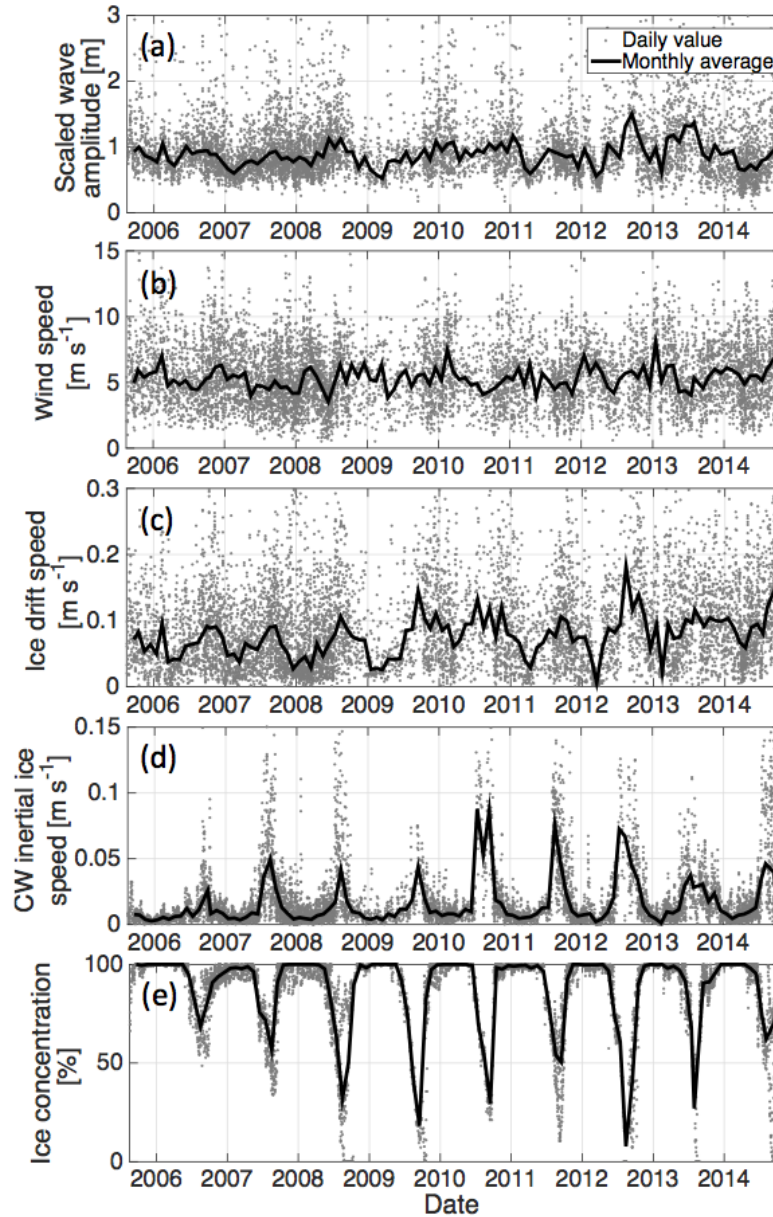 (a)
Daily value
Monthly average
Scaled wave
amplitude [m]
3
2
1
0
2006 2007 2008 2009 2010 2011 2012 2013 2014
(b)
Wind speed
[m s⁻¹]
15
10
5
0
2006 2007 2008 2009 2010 2011 2012 2013 2014
(c)
Ice drift speed
[m s⁻¹]
0.3
0.2
0.1
0
2006 2007 2008 2009 2010 2011 2012 2013 2014
(d)
CW inertial ice
speed [m s⁻¹]
0.15
0.1
0.05
0
2006 2007 2008 2009 2010 2011 2012 2013 2014
(e)
Ice concentration
[%]
100
50
0
2006 2007 2008 2009 2010 2011 2012 2013 2014
Date